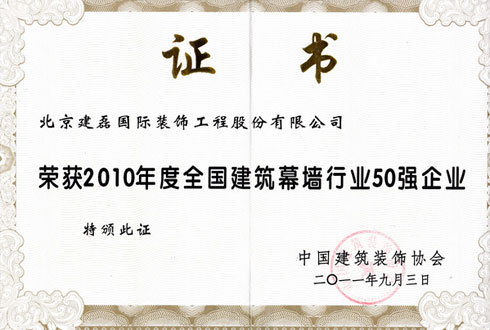 证 书
北京建磊国际装饰工程股份有限公司
荣获2010年度全国建筑幕墙行业50强企业
特颁此证
中国建筑装饰协会
二〇一一年九月三日